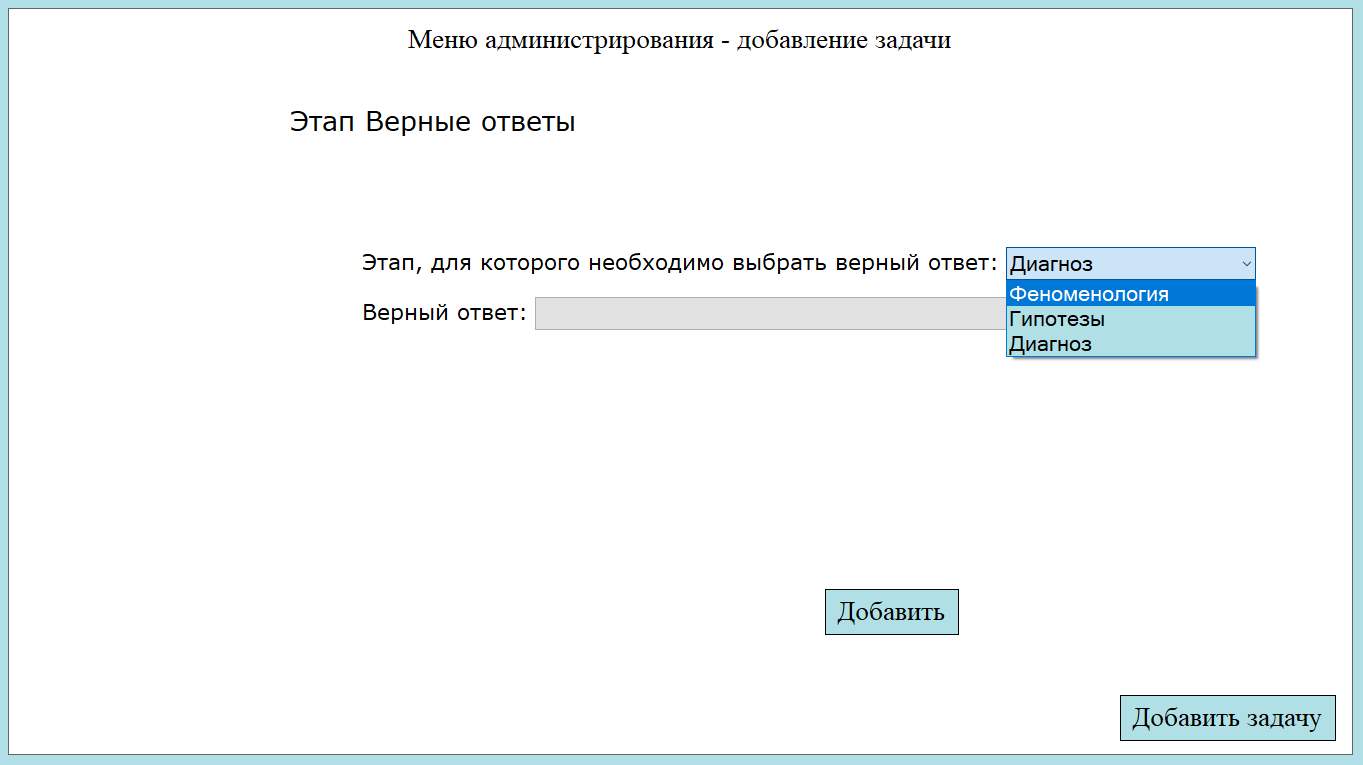 Меню администрирования - добавление задачи
Этап Верные ответы
Этап, для которого необходимо выбрать верный ответ: Диагноз
Феноменология
Верный ответ:
Гипотезы
Диагноз
Добавить
Добавить задачу